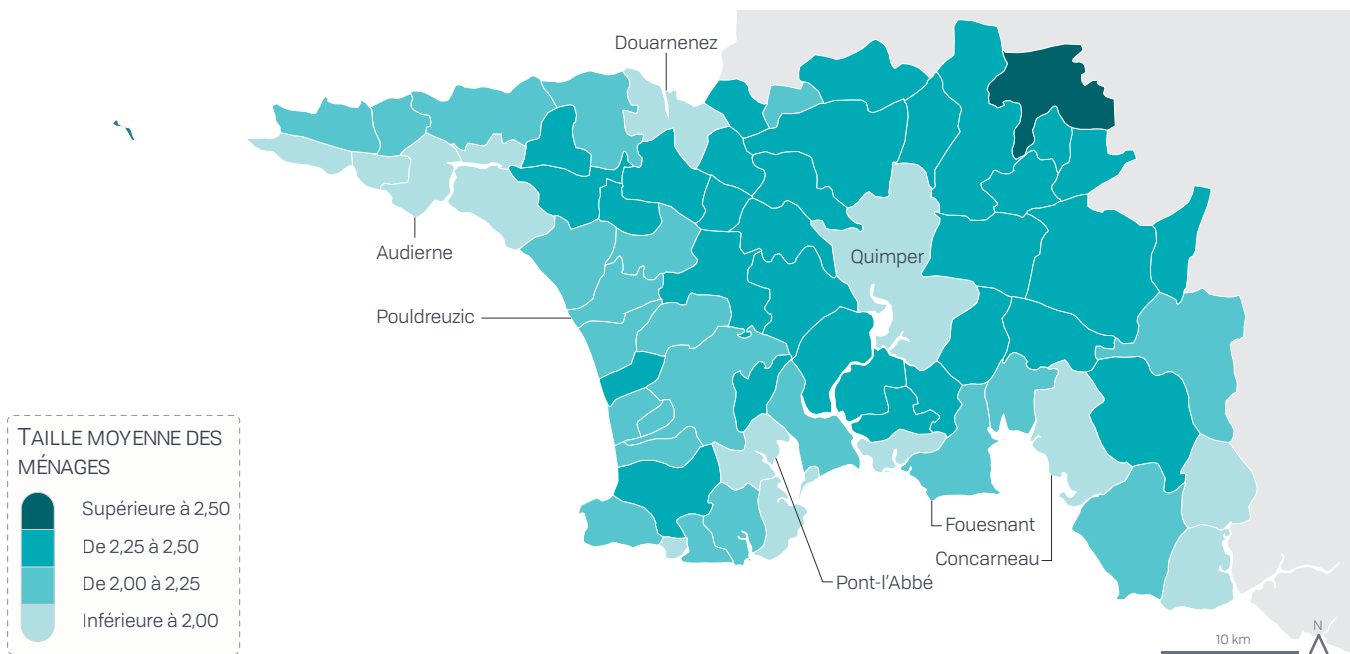 Douarnenez
Audierne
Quimper
Pouldreuzic
TAILLE MOYENNE DES
MÉNAGES
Supérieure à 2,50
De 2,25 à 2,50
De 2,00 à 2,25
Inférieure à 2,00
Fouesnant
Concarneau
Pont-l'Abbé
N
10 km